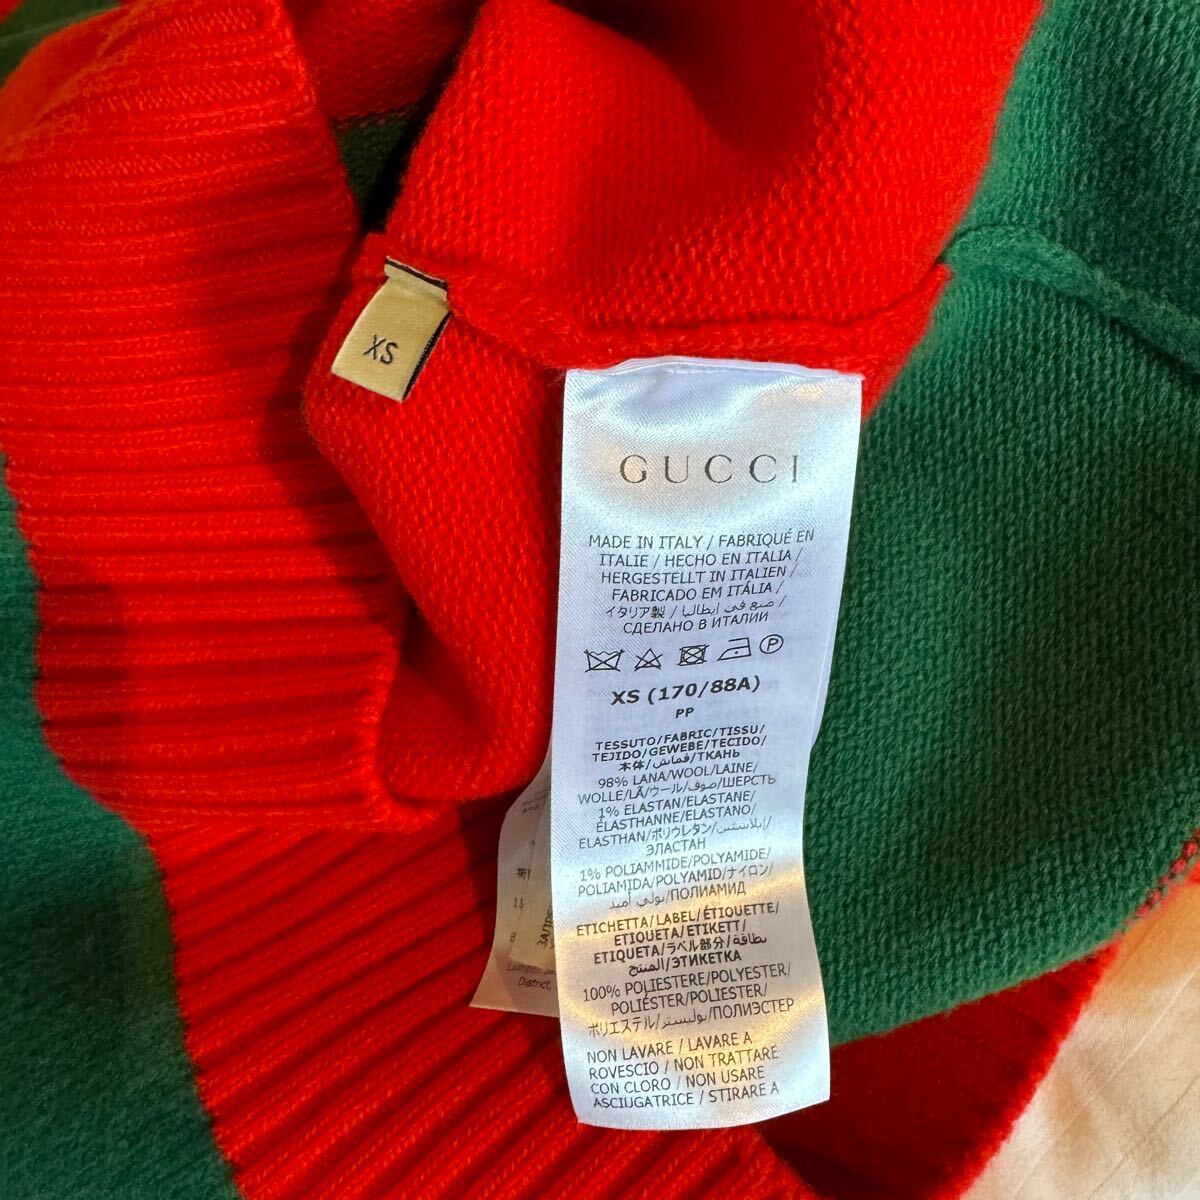 XS
GUCCI
MADE IN ITALY / FABRIQUÉ EN
ITALIE / HECHO EN ITALIA /
HERGESTELLT IN ITALIEN /
FABRICADO EM ITÁLIA /
イタリア製 / صنع في إيطاليا /
СДЕЛАНО В ИТАЛИИ
P
XS (170/88A)
PP
TESSUTO/FABRIC/TISSU/
TEJIDO/GEWEBE/TECIDO/
本体/قماش/ТКАНЬ
98% LANA/WOOL/LAINE/
WOLLE/LÃ/ウール/صوف/ШЕРСТЬ
1% ELASTAN/ELASTANE/
ÉLASTHANNE/ELASTANO/
ELASTHAN/ポリウレタン/إيلاستين/
ЭЛАСТАН
1% POLIAMMIDE/POLYAMIDE/
POLIAMIDA/POLYAMID/ナイロン/
بولي أميد/ПОЛИАМИД
ETICHETTA/LABEL/ÉTIQUETTE/
ETIQUETA/ETIKETT/
ETIQUETA/ラベル部分/بطاقة
المنتج/ЭТИКЕТКА
100% POLIESTERE/POLYESTER/
POLIÉSTER/POLIESTER/
ポリエステル/بوليستر/ПОЛИЭСТЕР
NON LAVARE / LAVARE A
ROVESCIO / NON TRATTARE
CON CLORO / NON USARE
ASCIUGATRICE / STIRARE A
District,